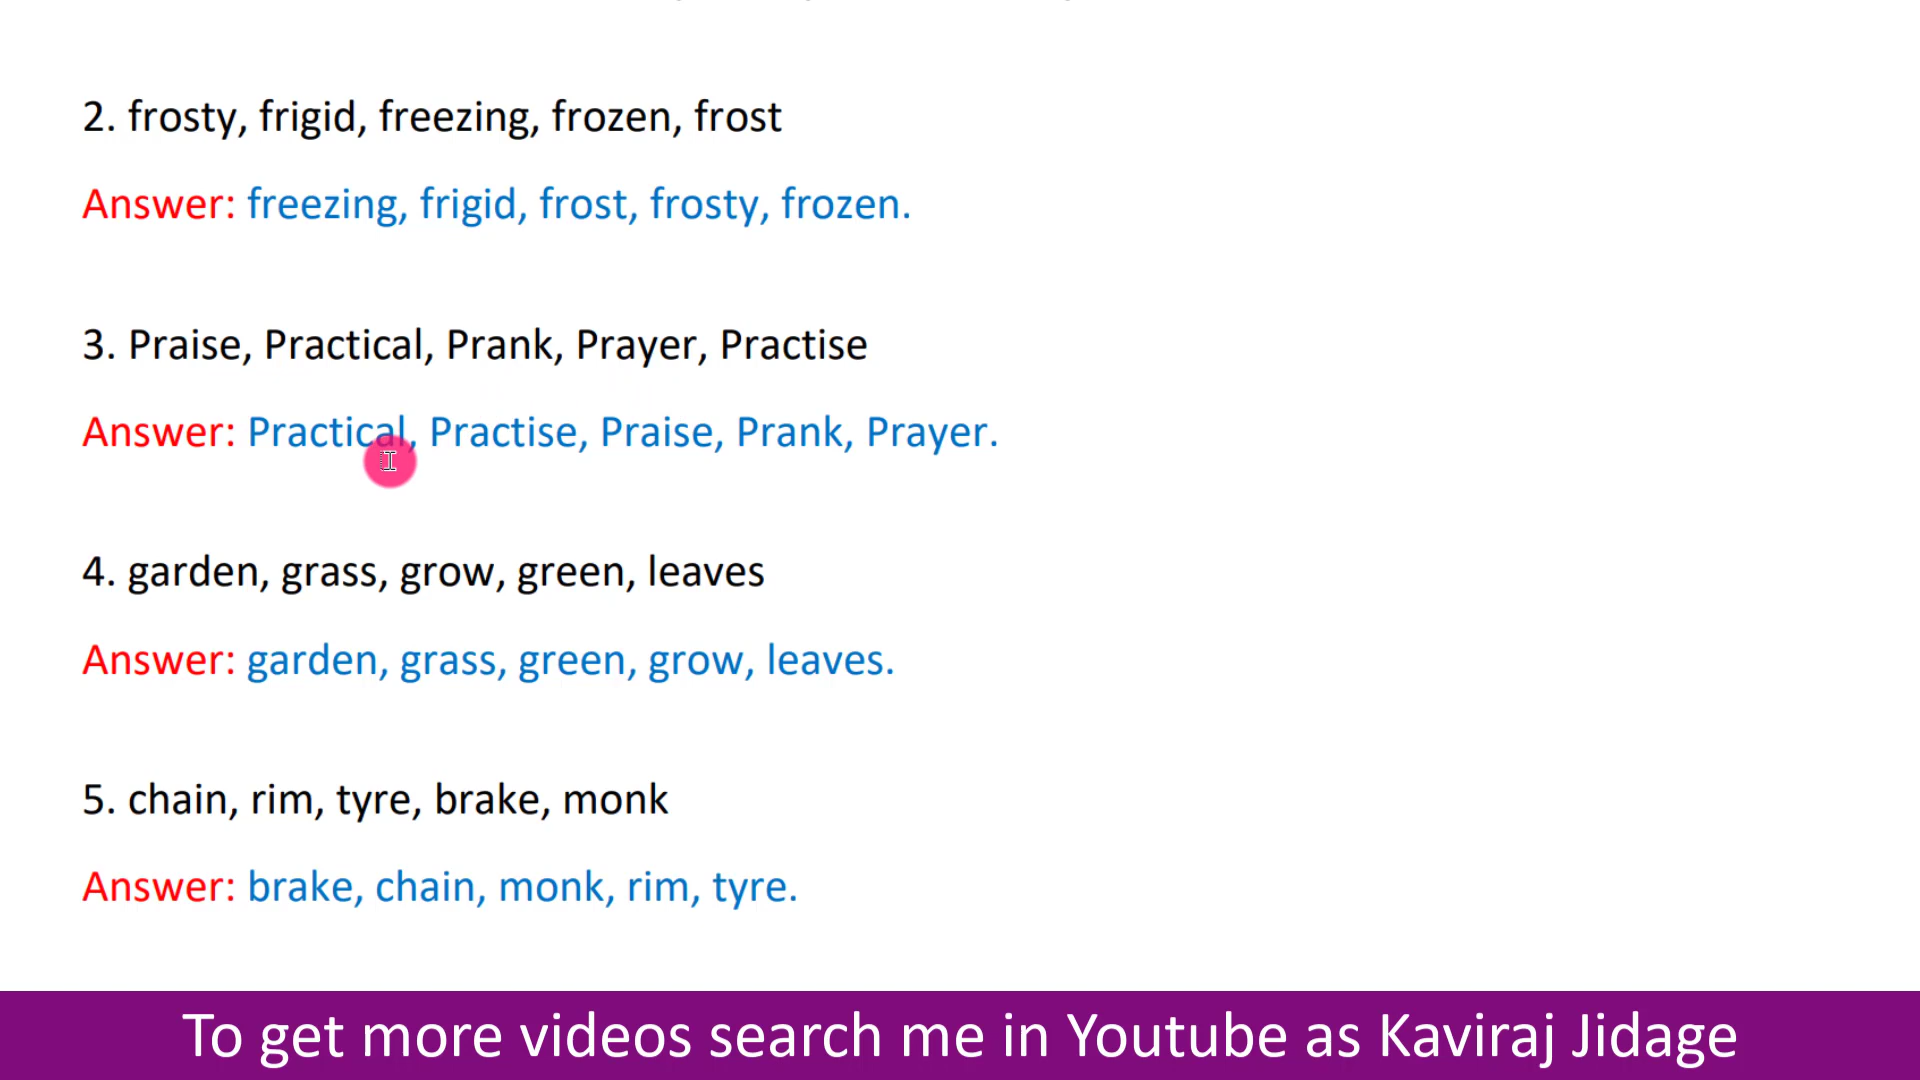 2. frosty, frigid, freezing, frozen, frost
Answer: freezing, frigid, frost, frosty, frozen.
3. Praise, Practical, Prank, Prayer, Practise
Answer: Practical, Practise, Praise, Prank, Prayer.
4. garden, grass, grow, green, leaves
Answer: garden, grass, green, grow, leaves.
5. chain, rim, tyre, brake, monk
Answer: brake, chain, monk, rim, tyre.
To get more videos search me in Youtube as Kaviraj Jidage